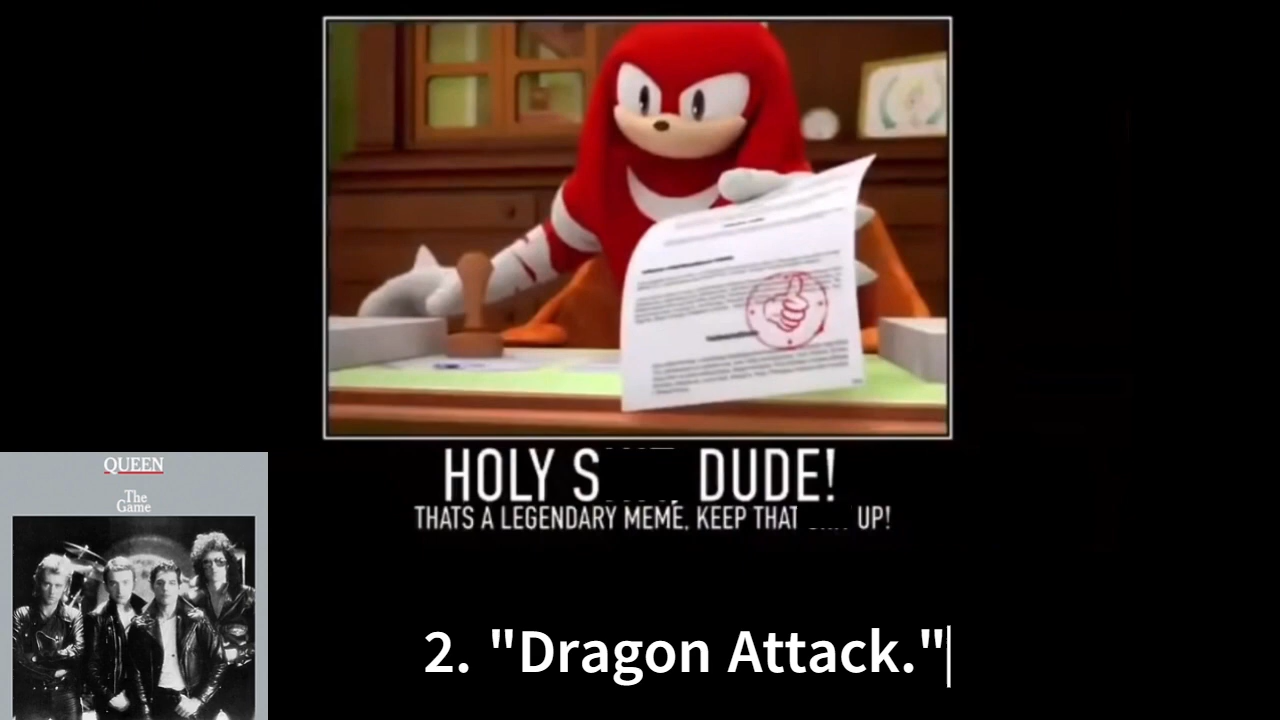 HOLY S DUDE!
THATS A LEGENDARY MEME, KEEP THAT UP!
QUEEN
The
Game
2. "Dragon Attack."